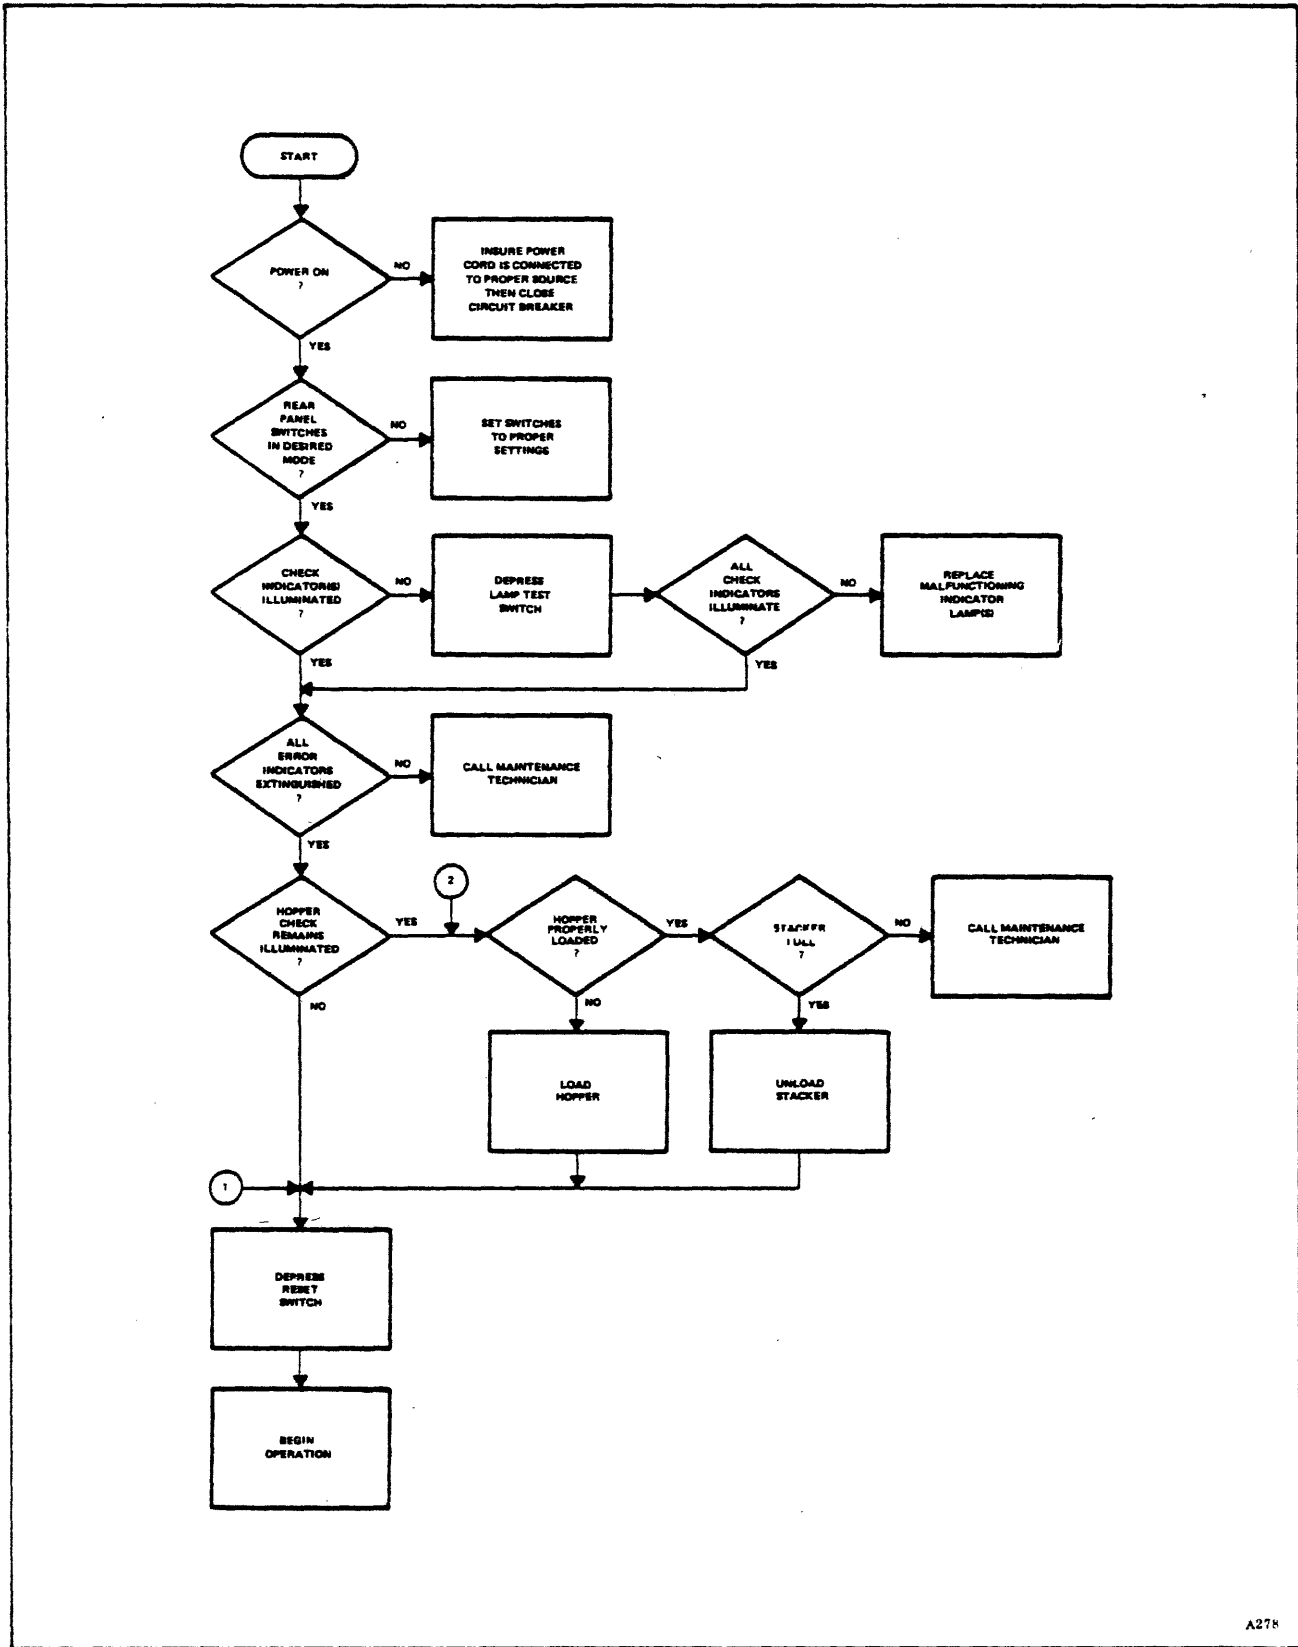 START
POWER ON
?
NO
INSURE POWER
CORD IS CONNECTED
TO PROPER SOURCE
THEN CLOSE
CIRCUIT BREAKER
YES
REAR
PANEL
SWITCHES
IN DESIRED
MODE
?
NO
SET SWITCHES
TO PROPER
SETTINGS
YES
CHECK
INDICATOR(S)
ILLUMINATED
?
NO
DEPRESS
LAMP TEST
SWITCH
ALL
CHECK
INDICATORS
ILLUMINATE
?
NO
REPLACE
MALFUNCTIONING
INDICATOR
LAMP(S)
YES
YES
ALL
ERROR
INDICATORS
EXTINGUISHED
?
NO
CALL MAINTENANCE
TECHNICIAN
YES
HOPPER
CHECK
REMAINS
ILLUMINATED
?
YES
2
HOPPER
PROPERLY
LOADED
?
YES
STACKER
FULL
?
NO
CALL MAINTENANCE
TECHNICIAN
NO
NO
YES
LOAD
HOPPER
UNLOAD
STACKER
1
DEPRESS
RESET
SWITCH
BEGIN
OPERATION
A278